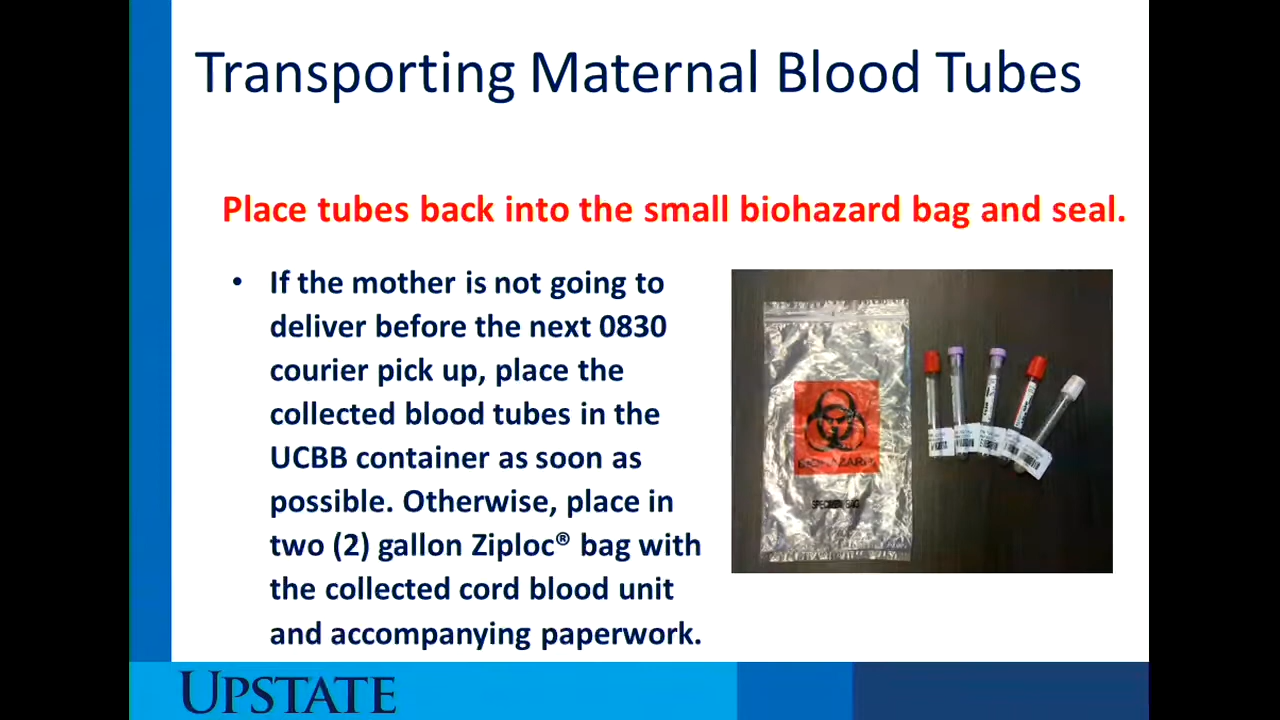 Transporting Maternal Blood Tubes
Place tubes back into the small biohazard bag and seal.
• If the mother is not going to
deliver before the next 0830
courier pick up, place the
collected blood tubes in the
UCBB container as soon as
possible. Otherwise, place in
two (2) gallon Ziploc® bag with
the collected cord blood unit
and accompanying paperwork.
BIOHAZARD
SPECIMEN BAG
UPSTATE